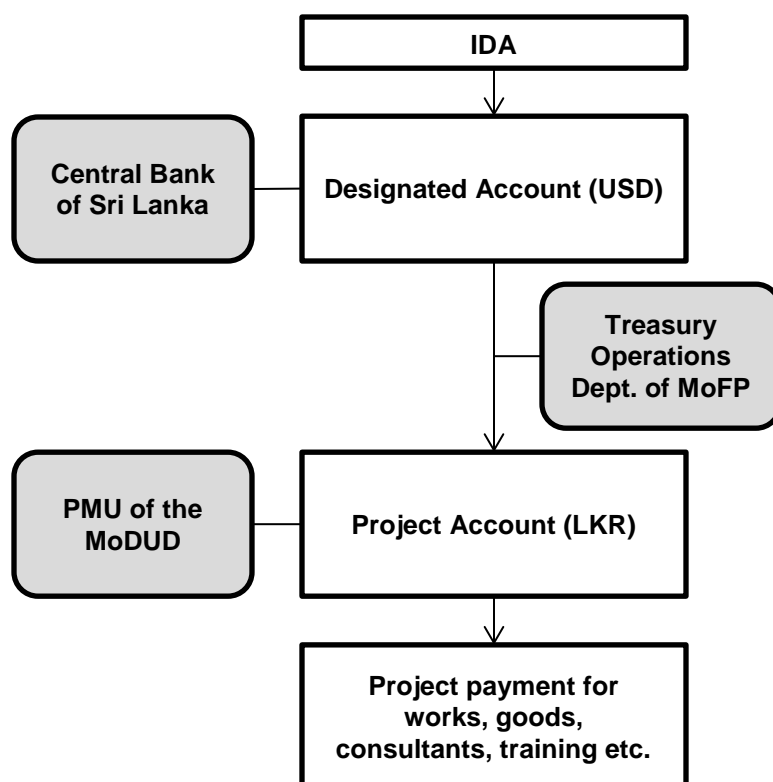 IDA
Central Bank
of Sri Lanka
Designated Account (USD)
Treasury
Operations
Dept. of MoFP
PMU of the
MoDUD
Project Account (LKR)
Project payment for
works, goods,
consultants, training etc.